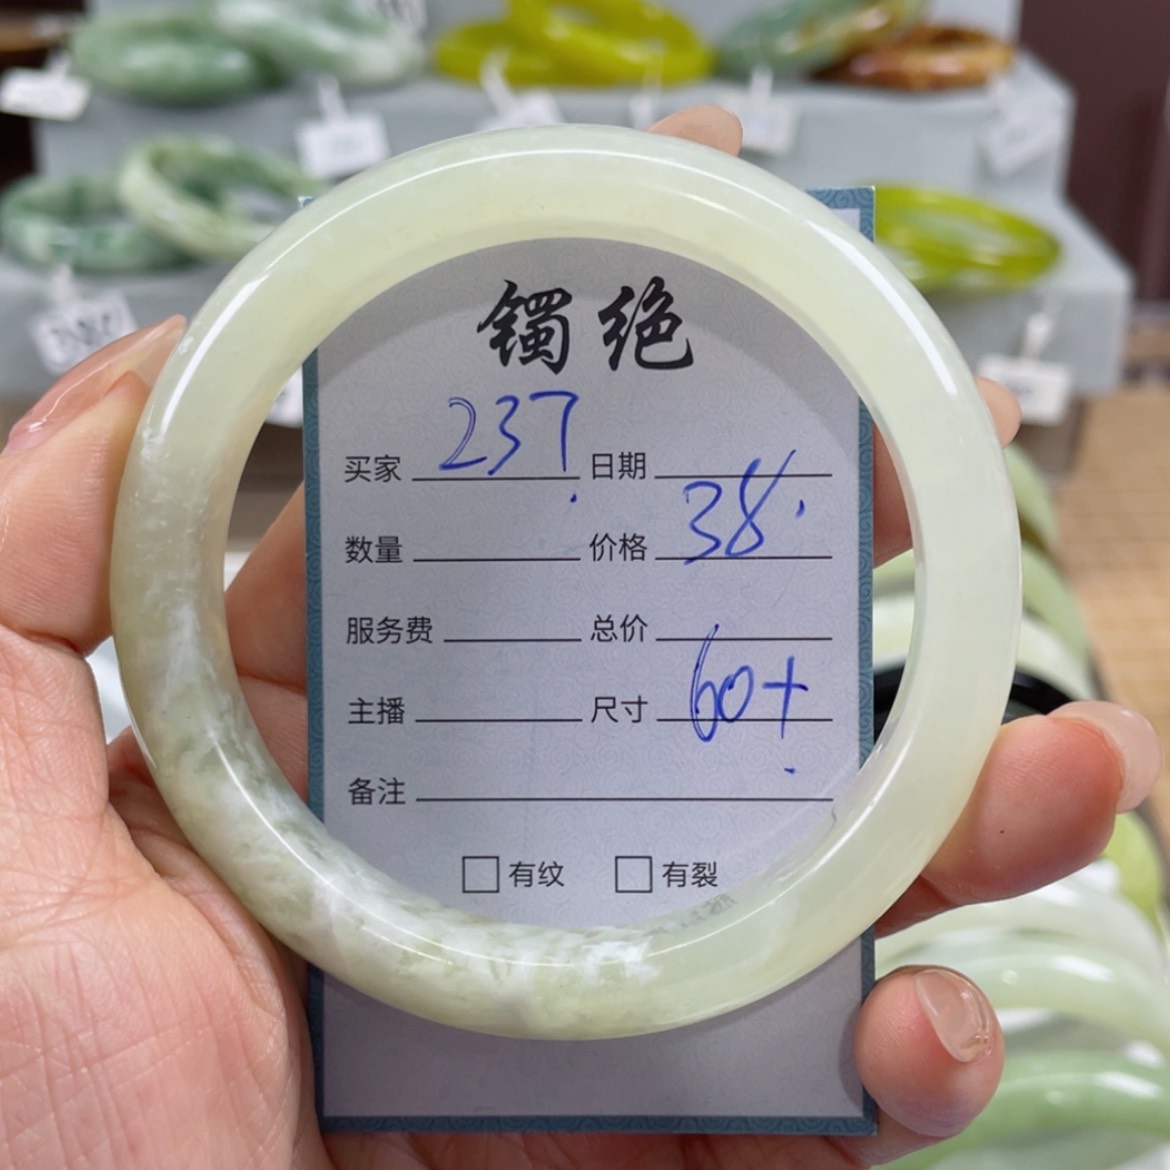 镯绝
237
买家 日期
38
数量 价格
服务费 总价
60+
主播 尺寸
备注
有纹 有裂